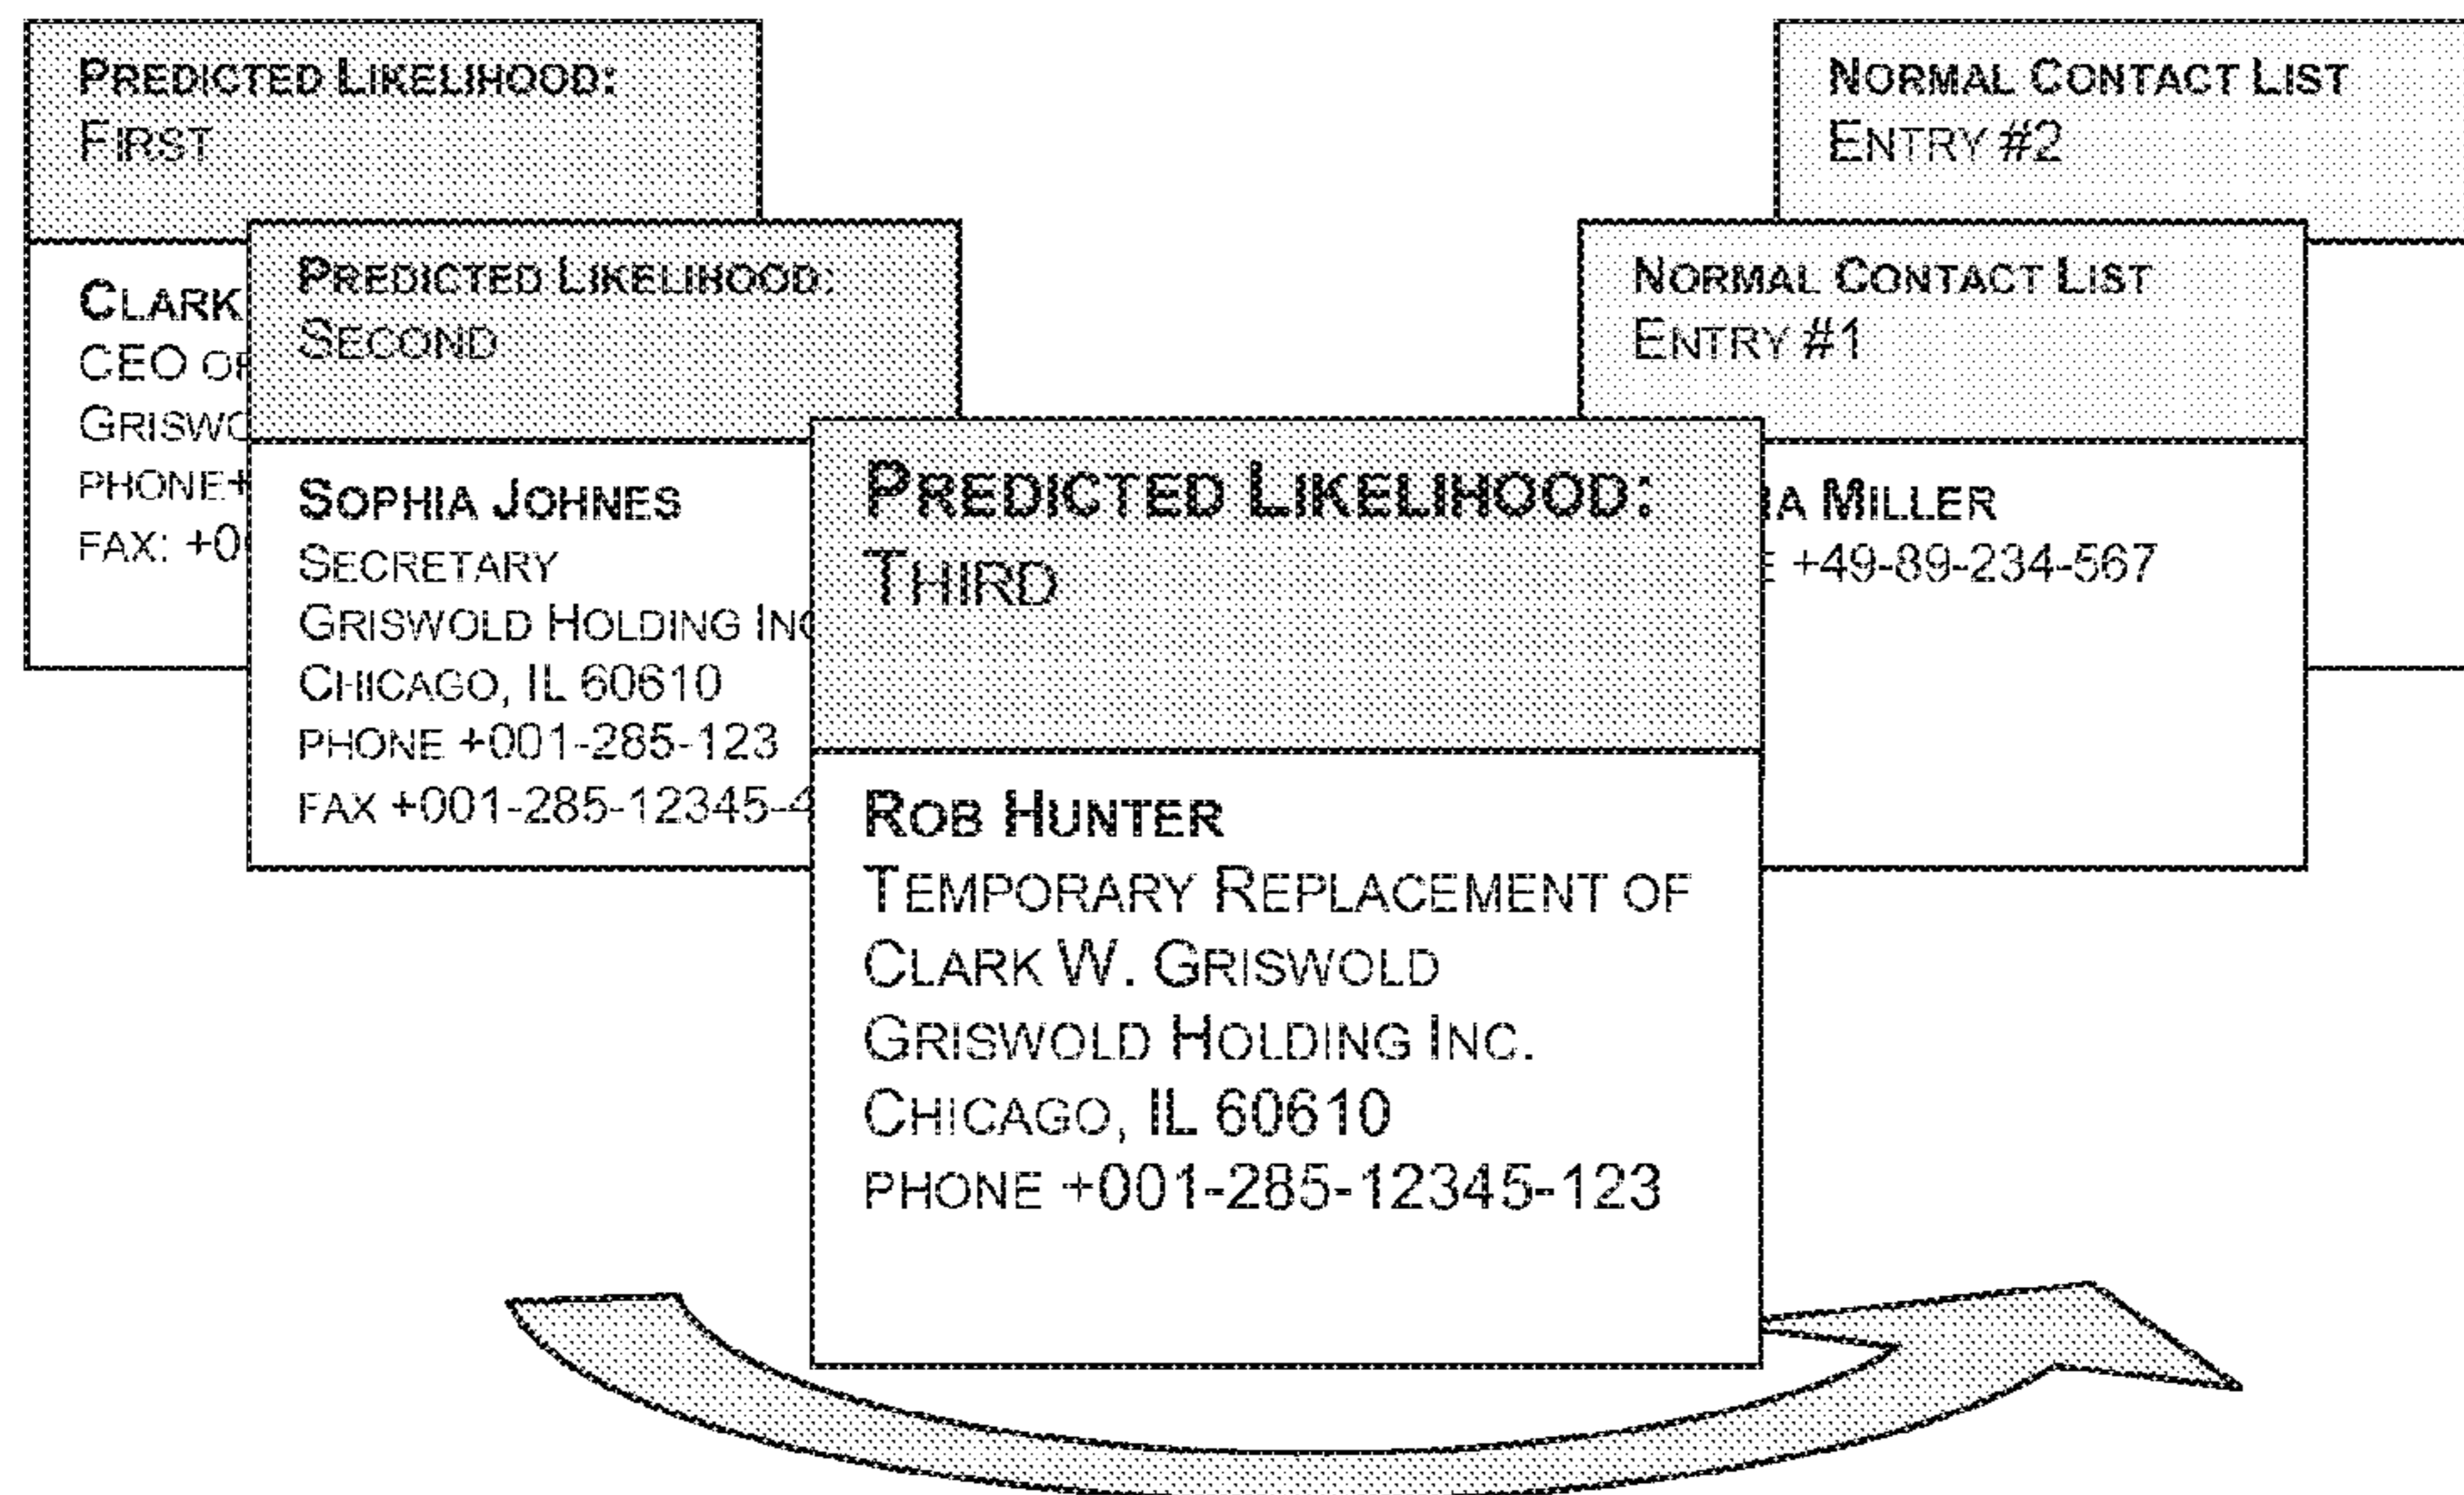 PREDICTED LIKELIHOOD:
FIRST
CLARK
CEO OF
GRISWO
PHONE+
FAX: +0
PREDICTED LIKELIHOOD:
SECOND
SOPHIA JOHNES
SECRETARY
GRISWOLD HOLDING INC
CHICAGO, IL 60610
PHONE +001-285-123
FAX +001-285-12345-4
PREDICTED LIKELIHOOD:
THIRD
ROB HUNTER
TEMPORARY REPLACEMENT OF
CLARK W. GRISWOLD
GRISWOLD HOLDING INC.
CHICAGO, IL 60610
PHONE +001-285-12345-123
NORMAL CONTACT LIST
ENTRY #1
RA MILLER
E +49-89-234-567
NORMAL CONTACT LIST
ENTRY #2